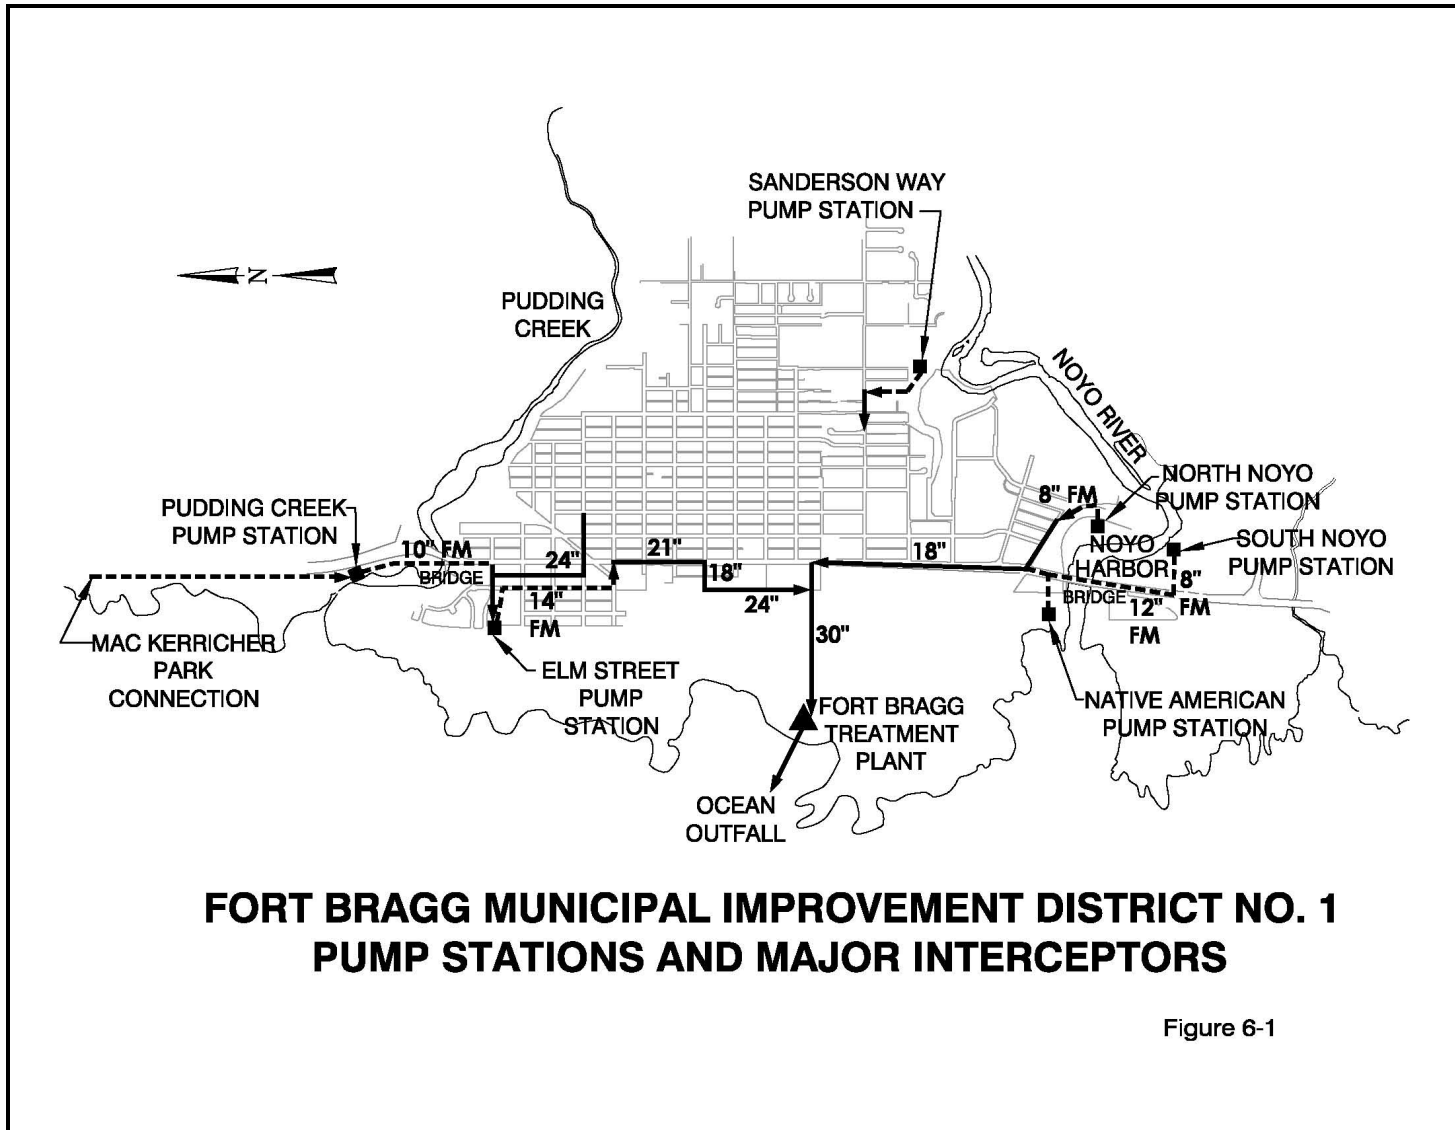 SANDERSON WAY
PUMP STATION
N
PUDDING
CREEK
NOYO RIVER
PUDDING CREEK
PUMP STATION
10" FM
BRIDGE
24"
21"
18"
14"
FM
24"
18"
8" FM
NORTH NOYO
PUMP STATION
NOYO
HARBOR
SOUTH NOYO
PUMP STATION
8"
FM
BRIDGE
12"
FM
30"
MAC KERRICHER
PARK
CONNECTION
ELM STREET
PUMP
STATION
FORT BRAGG
TREATMENT
PLANT
NATIVE AMERICAN
PUMP STATION
OCEAN
OUTFALL
FORT BRAGG MUNICIPAL IMPROVEMENT DISTRICT NO. 1
PUMP STATIONS AND MAJOR INTERCEPTORS
Figure 6-1